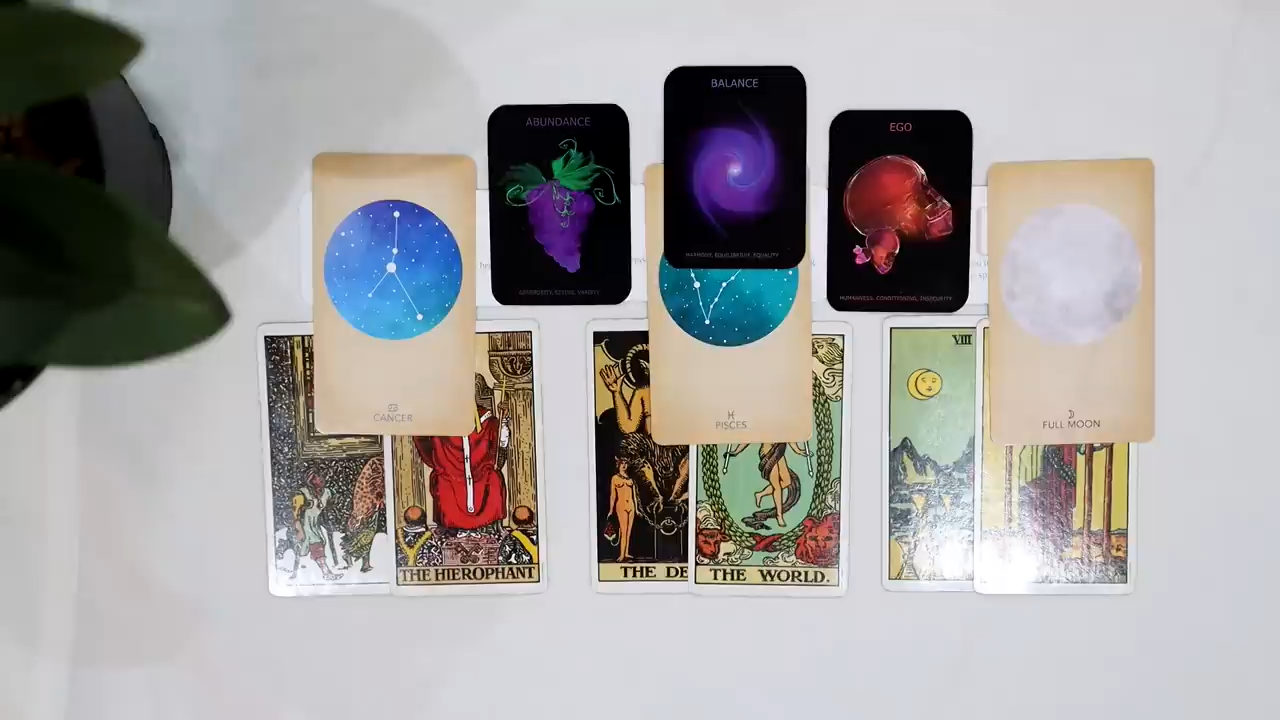 BALANCE
ABUNDANCE
EGO
HARMONY, EQUILIBRIUM, EQUALITY
HUMANNESS, CONDITIONING, INSECURITY
VIII
CANCER
PISCES
FULL MOON
THE HIEROPHANT
THE DE
THE WORLD.